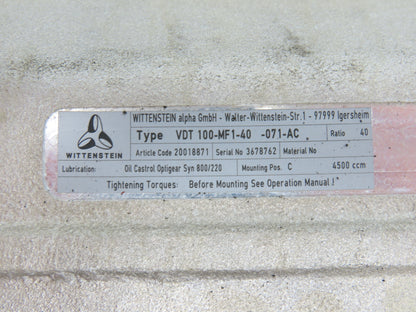 WITTENSTEIN alpha GmbH - Walter-Wittenstein-Str.1 - 97999 Igersheim
Type VDT 100-MF1-40 -071-AC Ratio 40
Article Code 20018871 Serial No 3678762 Material No
WITTENSTEIN
Lubrication: Oil Castrol Optigear Syn 800/220 Mounting Pos. C 4500 ccm
Tightening Torques: Before Mounting See Operation Manual !